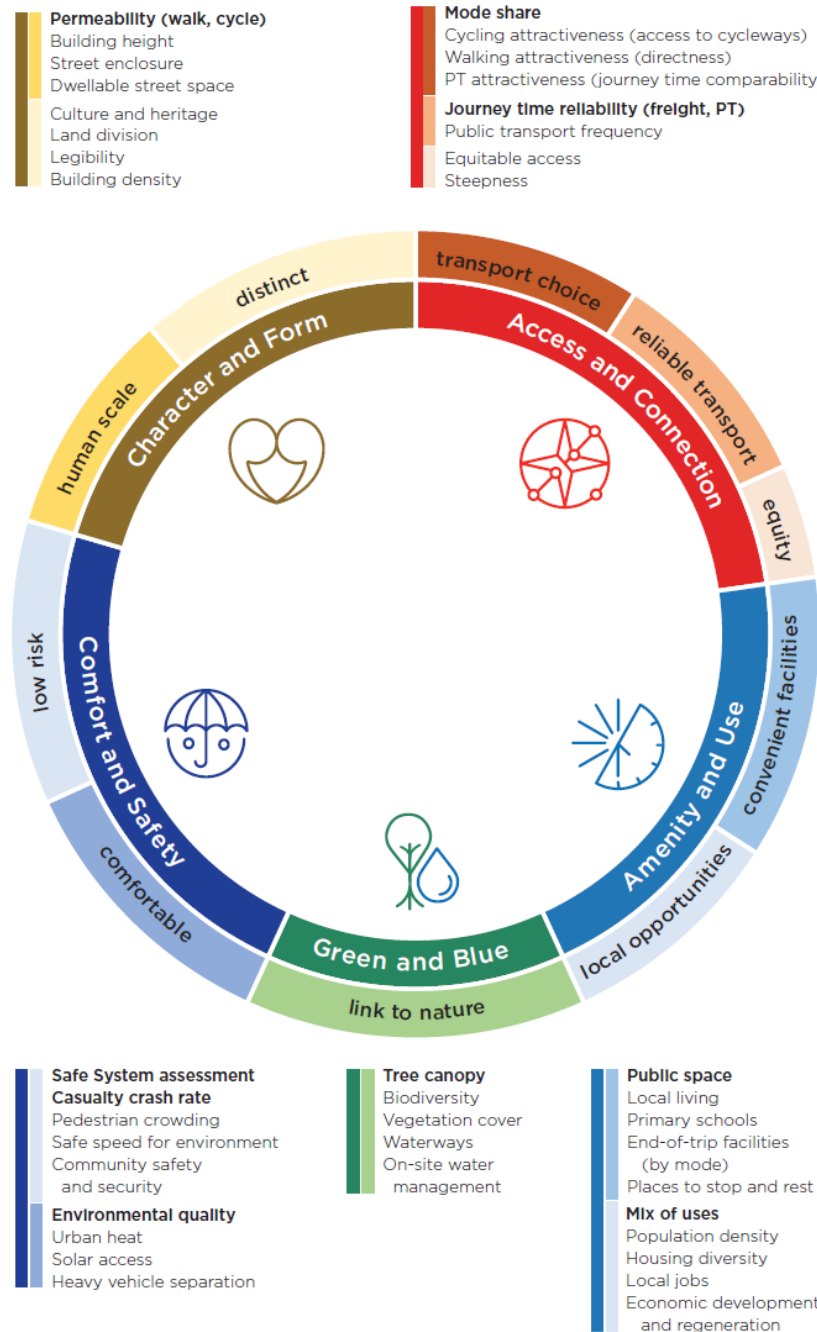 Permeability (walk, cycle)
Building height
Street enclosure
Dwellable street space
Culture and heritage
Land division
Legibility
Building density
Mode share
Cycling attractiveness (access to cycleways)
Walking attractiveness (directness)
PT attractiveness (journey time comparability
Journey time reliability (freight, PT)
Public transport frequency
Equitable access
Steepness
distinct
transport choice
Character and Form
Access and Connection
human scale
reliable transport
equity
low risk
Comfort and Safety
Amenity and Use
convenient facilities
comfortable
local opportunities
Green and Blue
link to nature
Safe System assessment
Casualty crash rate
Pedestrian crowding
Safe speed for environment
Community safety
and security
Environmental quality
Urban heat
Solar access
Heavy vehicle separation
Tree canopy
Biodiversity
Vegetation cover
Waterways
On-site water
management
Public space
Local living
Primary schools
End-of-trip facilities
(by mode)
Places to stop and rest
Mix of uses
Population density
Housing diversity
Local jobs
Economic development
and regeneration